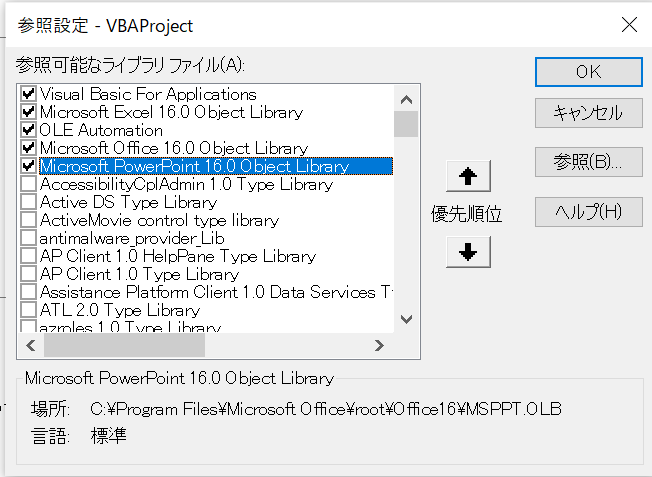 参照設定 - VBAProject
参照可能なライブラリ ファイル(A):
Visual Basic For Applications
Microsoft Excel 16.0 Object Library
OLE Automation
Microsoft Office 16.0 Object Library
Microsoft PowerPoint 16.0 Object Library
AccessibilityCplAdmin 1.0 Type Library
Active DS Type Library
ActiveMovie control type library
antimalware_provider_Lib
AP Client 1.0 HelpPane Type Library
AP Client 1.0 Type Library
Assistance Platform Client 1.0 Data Services T
ATL 2.0 Type Library
azroles 1.0 Type Library
優先順位
OK
キャンセル
参照(B)...
ヘルプ(H)
Microsoft PowerPoint 16.0 Object Library
場所: C:¥Program Files¥Microsoft Office¥root¥Office16¥MSPPT.OLB
言語: 標準